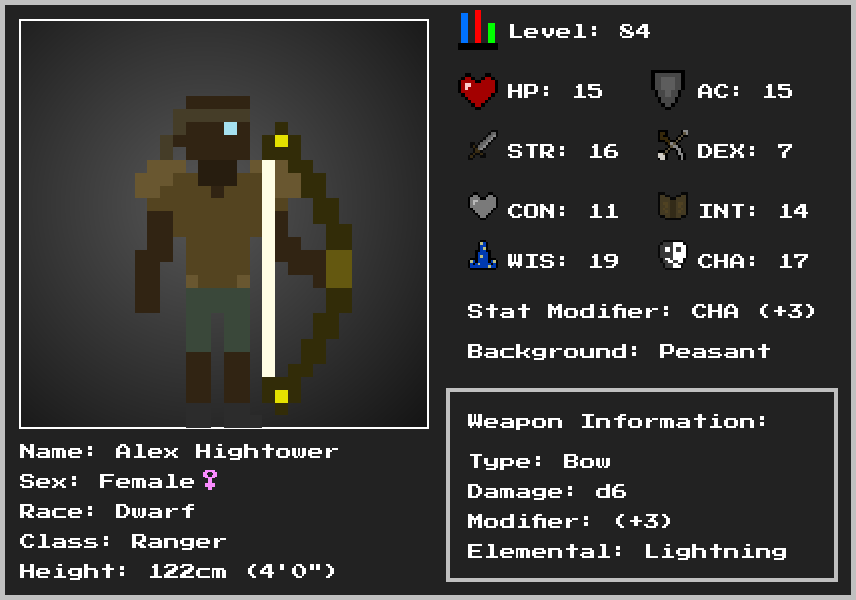 Level: 84
HP: 15 AC: 15
STR: 16 DEX: 7
CON: 11 INT: 14
WIS: 19 CHA: 17
Stat Modifier: CHA (+3)
Background: Peasant
Weapon Information:
Type: Bow
Damage: d6
Modifier: (+3)
Elemental: Lightning
Name: Alex Hightower
Sex: Female♀
Race: Dwarf
Class: Ranger
Height: 122cm (4'0")